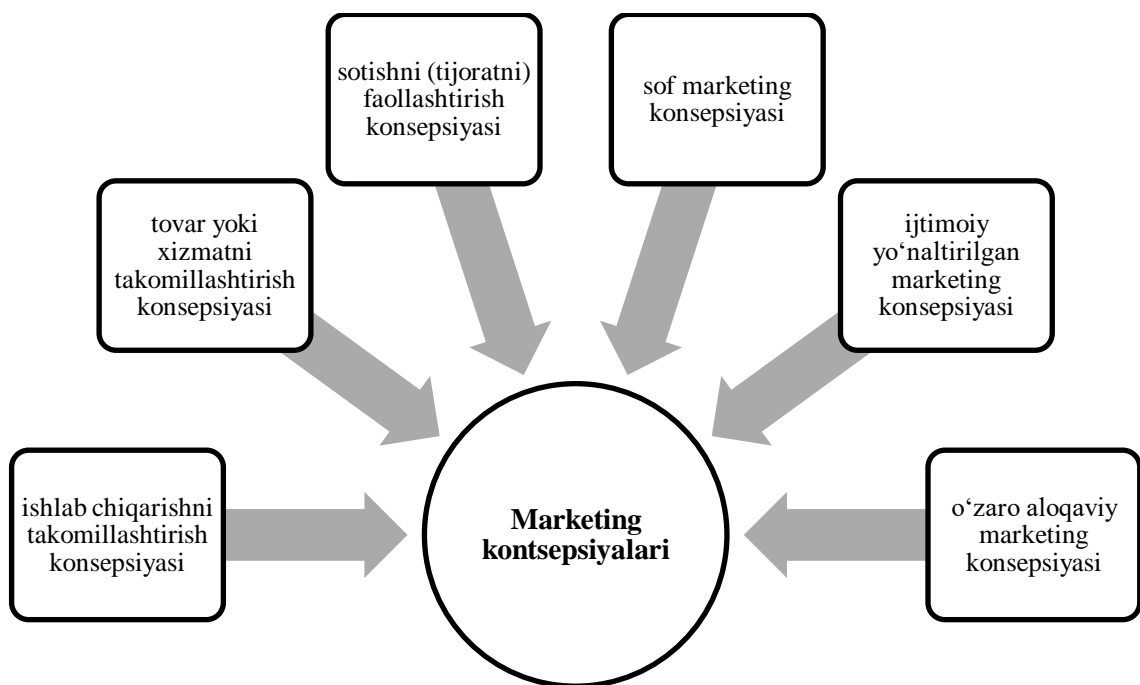 sotishni (tijoratni)
faollashtirish
konsepsiyasi
sof marketing
konsepsiyasi
tovar yoki
xizmatni
takomillashtirish
konsepsiyasi
ijtimoiy
yo‘naltirilgan
marketing
konsepsiyasi
ishlab chiqarishni
takomillashtirish
konsepsiyasi
Marketing
kontsepsiyalari
o‘zaro aloqaviy
marketing
konsepsiyasi